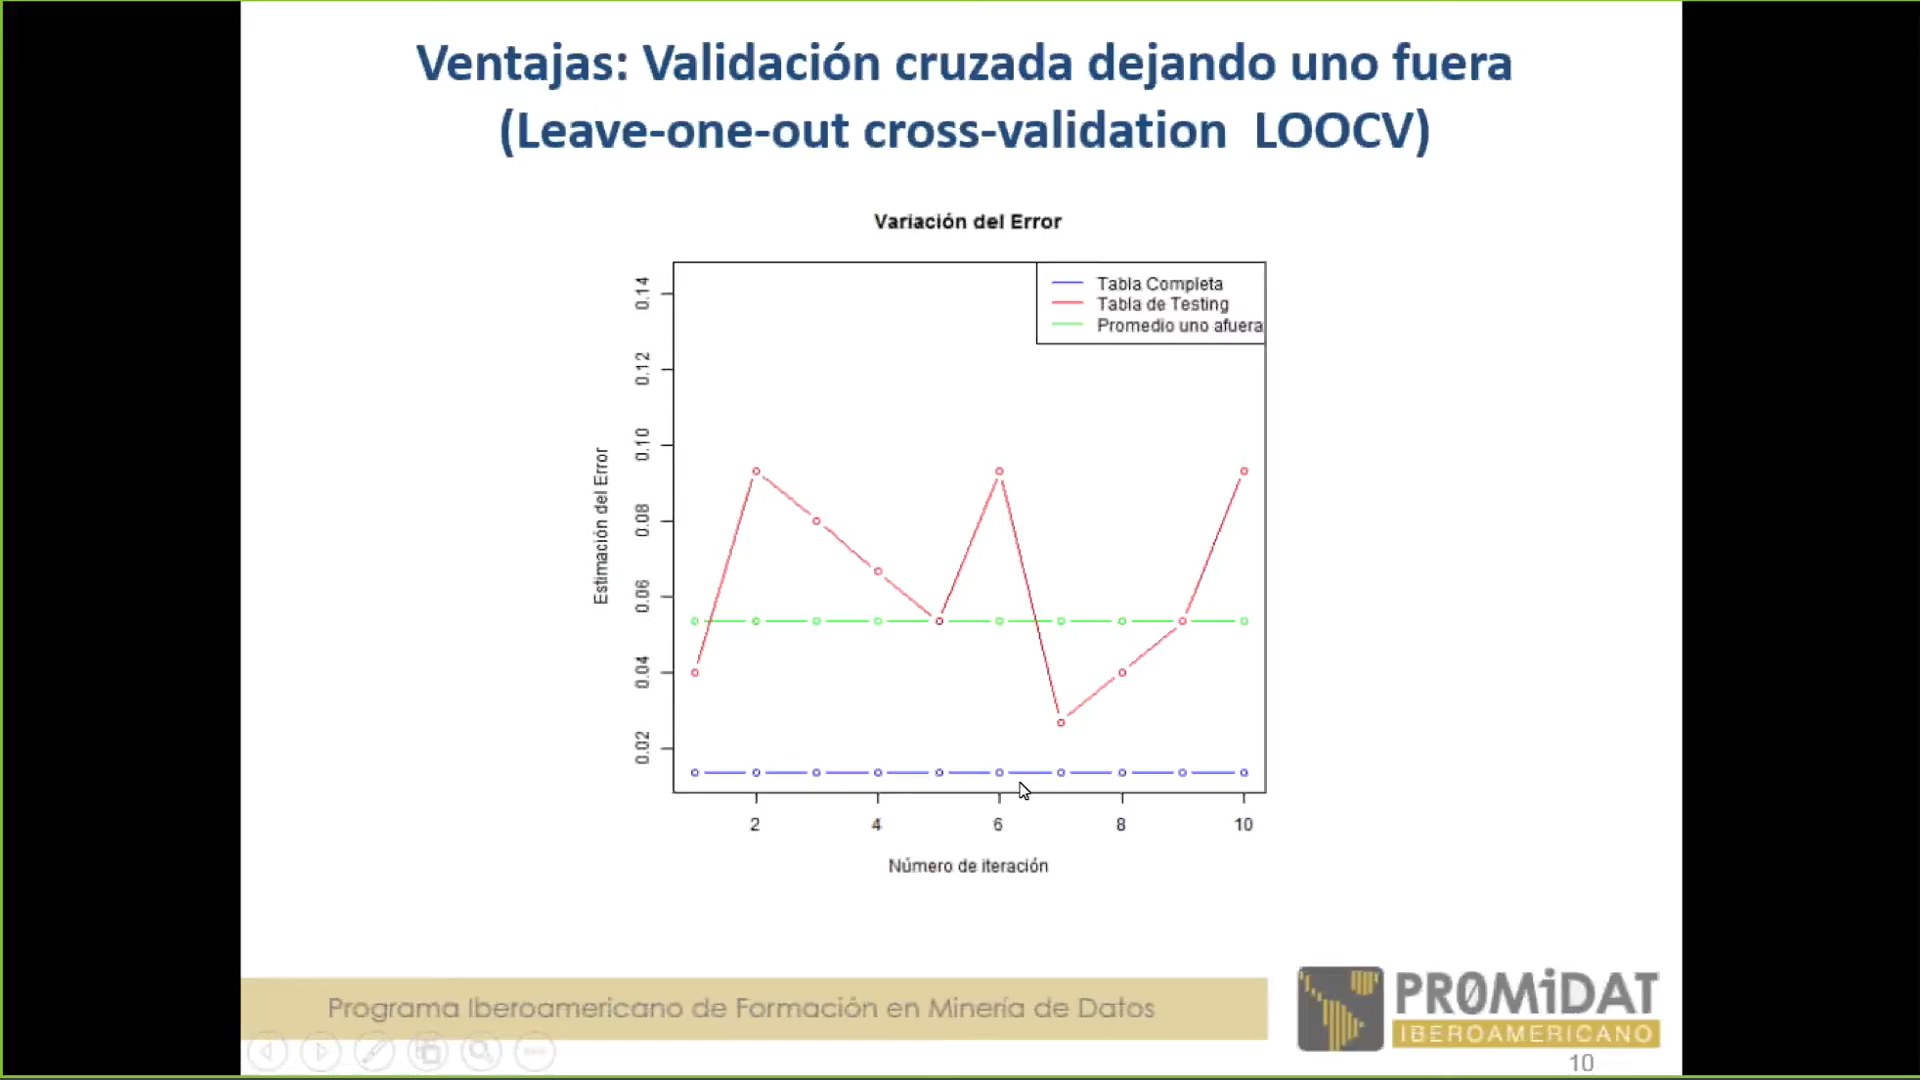 Ventajas: Validación cruzada dejando uno fuera
(Leave-one-out cross-validation LOOCV)
Variación del Error
Tabla Completa
Tabla de Testing
Promedio uno afuera
0.14
0.12
0.10
0.08
0.06
0.04
0.02
Estimación del Error
2 4 6 8 10
Número de iteración
Programa Iberoamericano de Formación en Minería de Datos
PR0MiDAT
IBEROAMERICANO
10